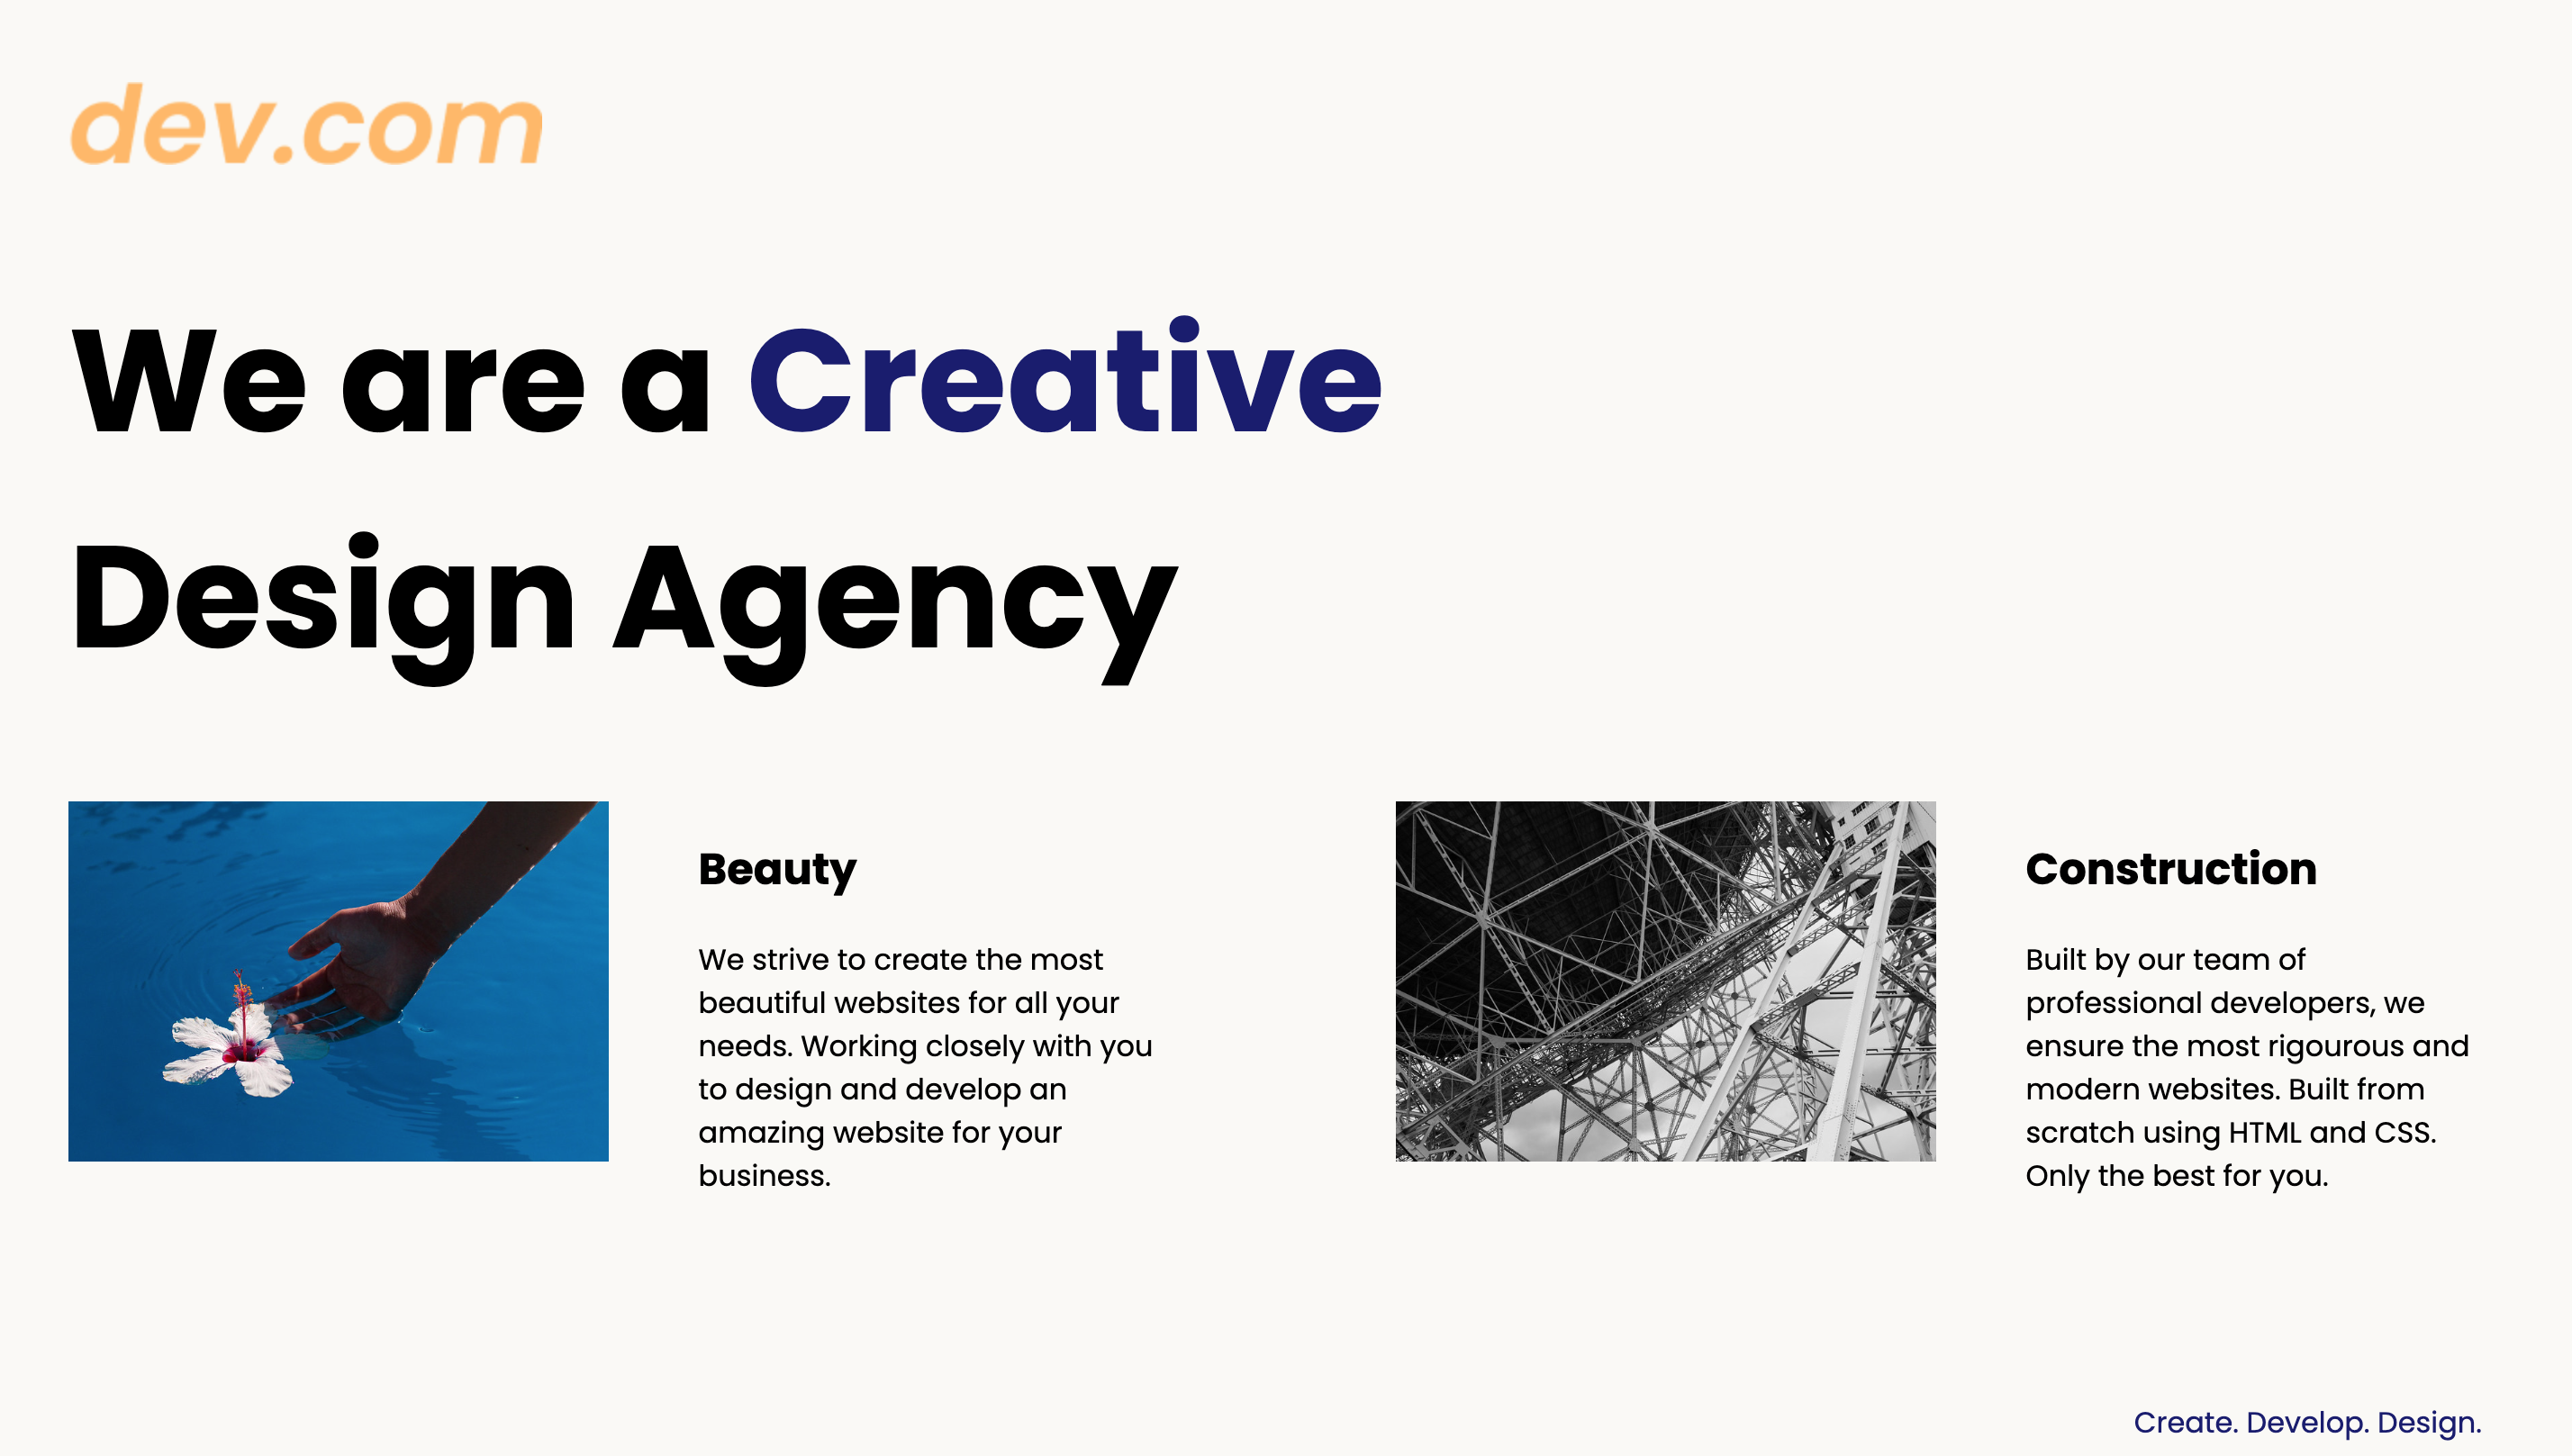 dev.com
We are a Creative
Design Agency
Beauty
We strive to create the most
beautiful websites for all your
needs. Working closely with you
to design and develop an
amazing website for your
business.
Construction
Built by our team of
professional developers, we
ensure the most rigourous and
modern websites. Built from
scratch using HTML and CSS.
Only the best for you.
Create. Develop. Design.